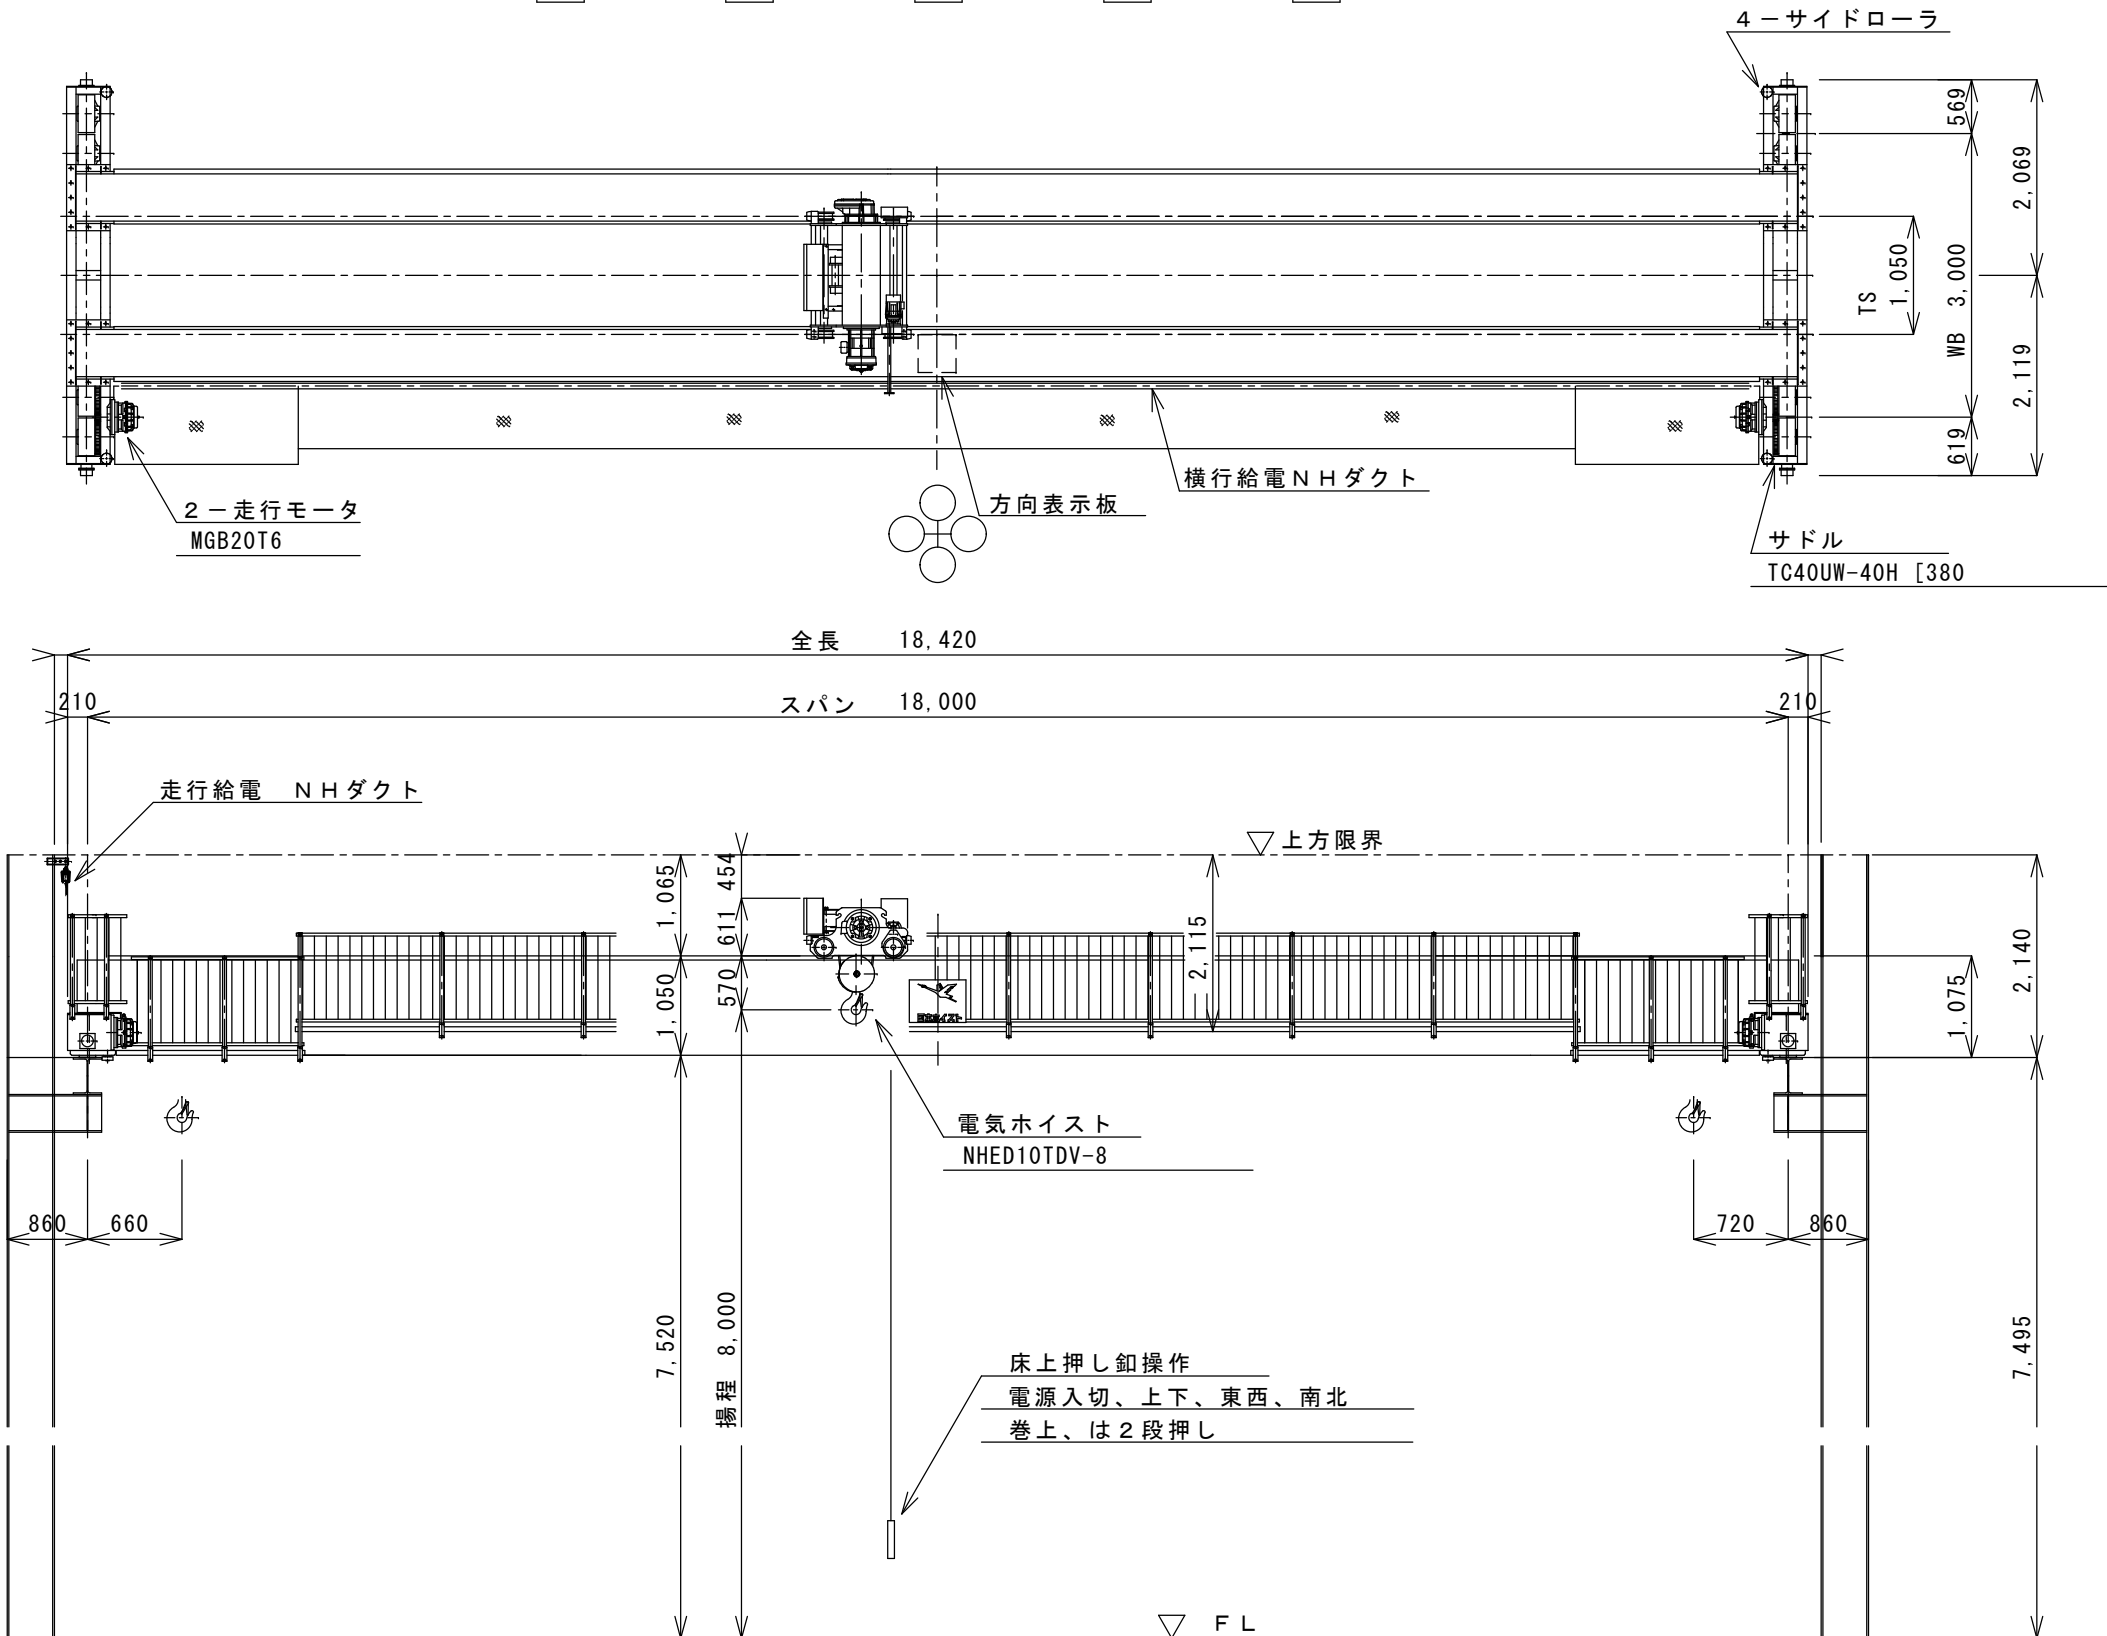 4－サイドローラ
569
2,069
TS 1,050
WB 3,000
2,119
619
横行給電ＮＨダクト
方向表示板
2－走行モータ
MGB20T6
サドル
TC40UW-40H [380
全長 18,420
210
スパン 18,000
210
走行給電 ＮＨダクト
上方限界
454
1,065
611
2,115
2,140
570
1,050
1,075
日立ホイスト
電気ホイスト
NHED10TDV-8
860
660
720
860
揚程 8,000
7,520
7,495
床上押し釦操作
電源入切、上下、東西、南北
巻上、は２段押し
ＦＬ